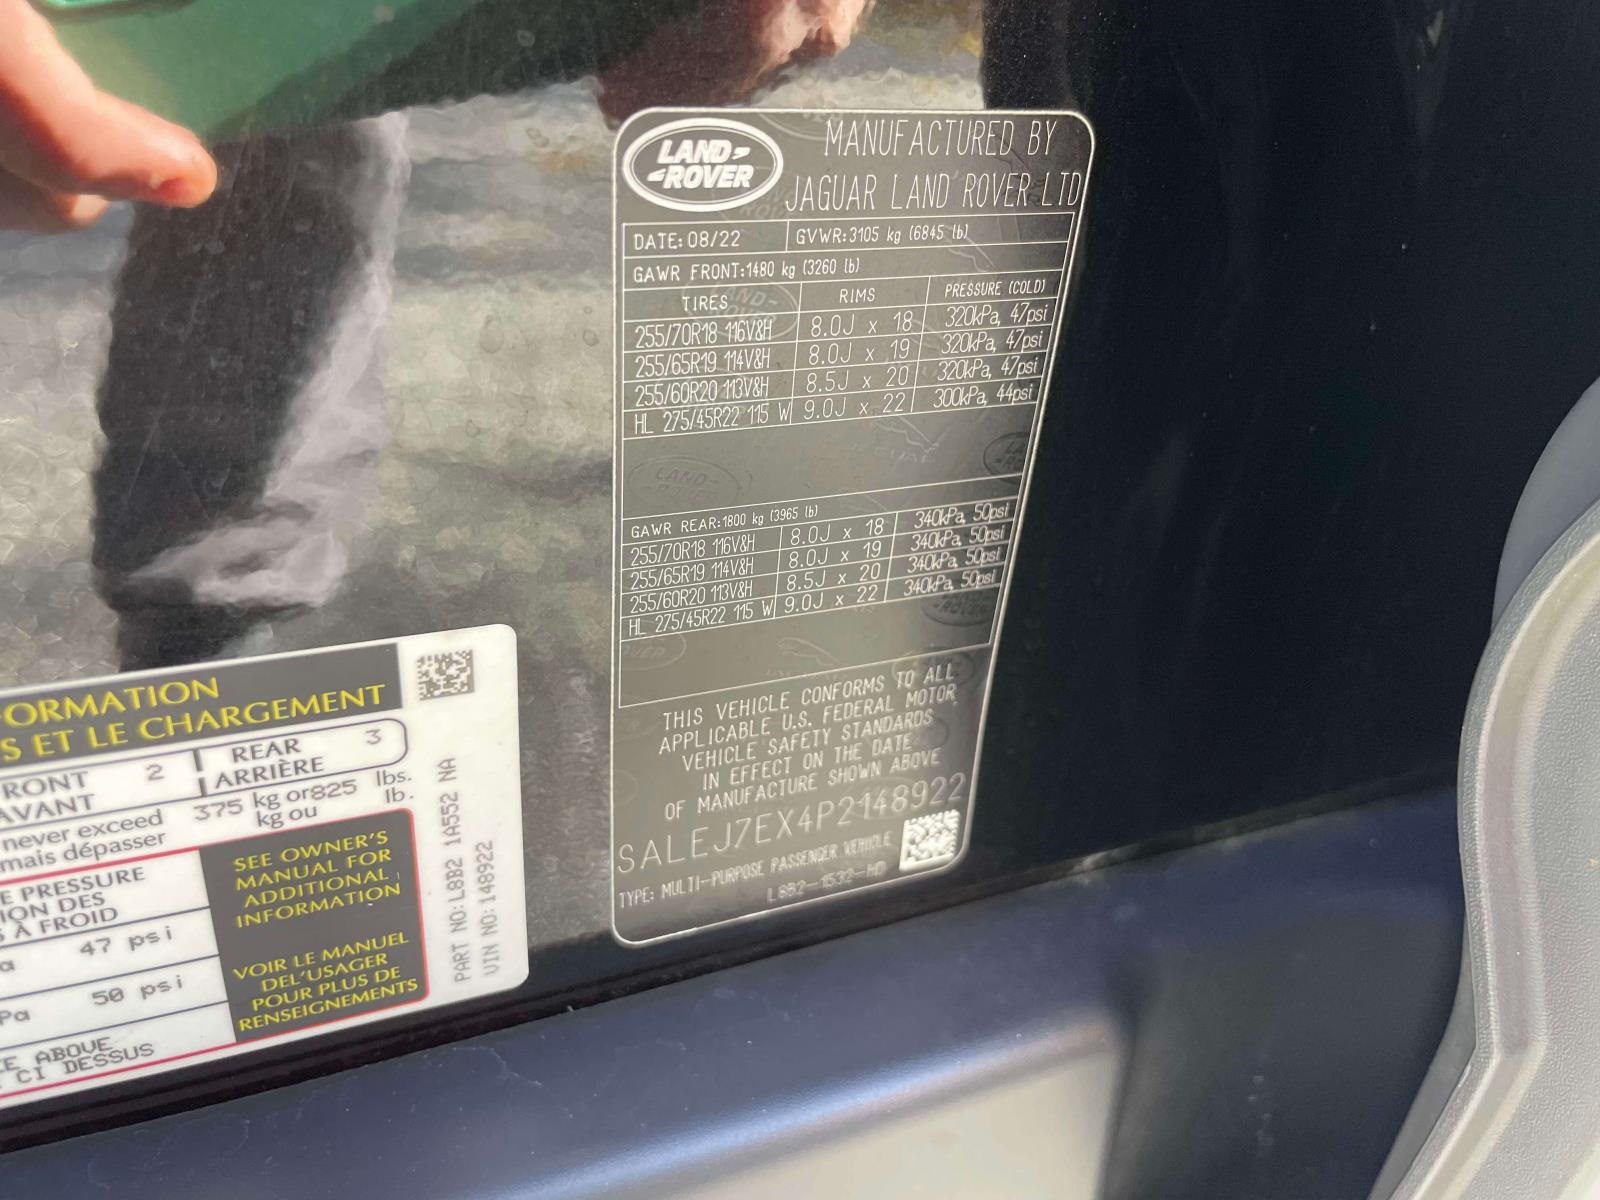 LAND-
-ROVER
MANUFACTURED BY
JAGUAR LAND ROVER LTD
DATE: 08/22 GVWR: 3105 kg (6845 lb)
GAWR FRONT: 1480 kg (3260 lb)
TIRES RIMS PRESSURE (COLD)
255/70R18 116V&H 8.0J x 18 320kPa, 47psi
255/65R19 114V&H 8.0J x 19 320kPa, 47psi
255/60R20 113V&H 8.5J x 20 320kPa, 47psi
HL 275/45R22 115 W 9.0J x 22 300kPa, 44psi
GAWR REAR: 1800 kg (3965 lb)
255/70R18 116V&H 8.0J x 18 340kPa, 50psi
255/65R19 114V&H 8.0J x 19 340kPa, 50psi
255/60R20 113V&H 8.5J x 20 340kPa, 50psi
HL 275/45R22 115 W 9.0J x 22 340kPa, 50psi
THIS VEHICLE CONFORMS TO ALL
APPLICABLE U.S. FEDERAL MOTOR
VEHICLE SAFETY STANDARDS
IN EFFECT ON THE DATE
OF MANUFACTURE SHOWN ABOVE
SALEJ7EX4P2148922
TYPE: MULTI-PURPOSE PASSENGER VEHICLE
L8B2-1532-HD
FORMATION
S ET LE CHARGEMENT
RONT 2 REAR 3
AVANT ARRIÈRE
never exceed 375 kg or 825 lbs.
mais dépasser kg ou lb.
E PRESSURE
ION DES
S À FROID
a 47 psi
Pa 50 psi
EE ABOVE
CI DESSUS
SEE OWNER'S
MANUAL FOR
ADDITIONAL
INFORMATION
VOIR LE MANUEL
DEL'USAGER
POUR PLUS DE
RENSEIGNEMENTS
PART NO: L8B2 1A552 NA
VIN NO: 148922